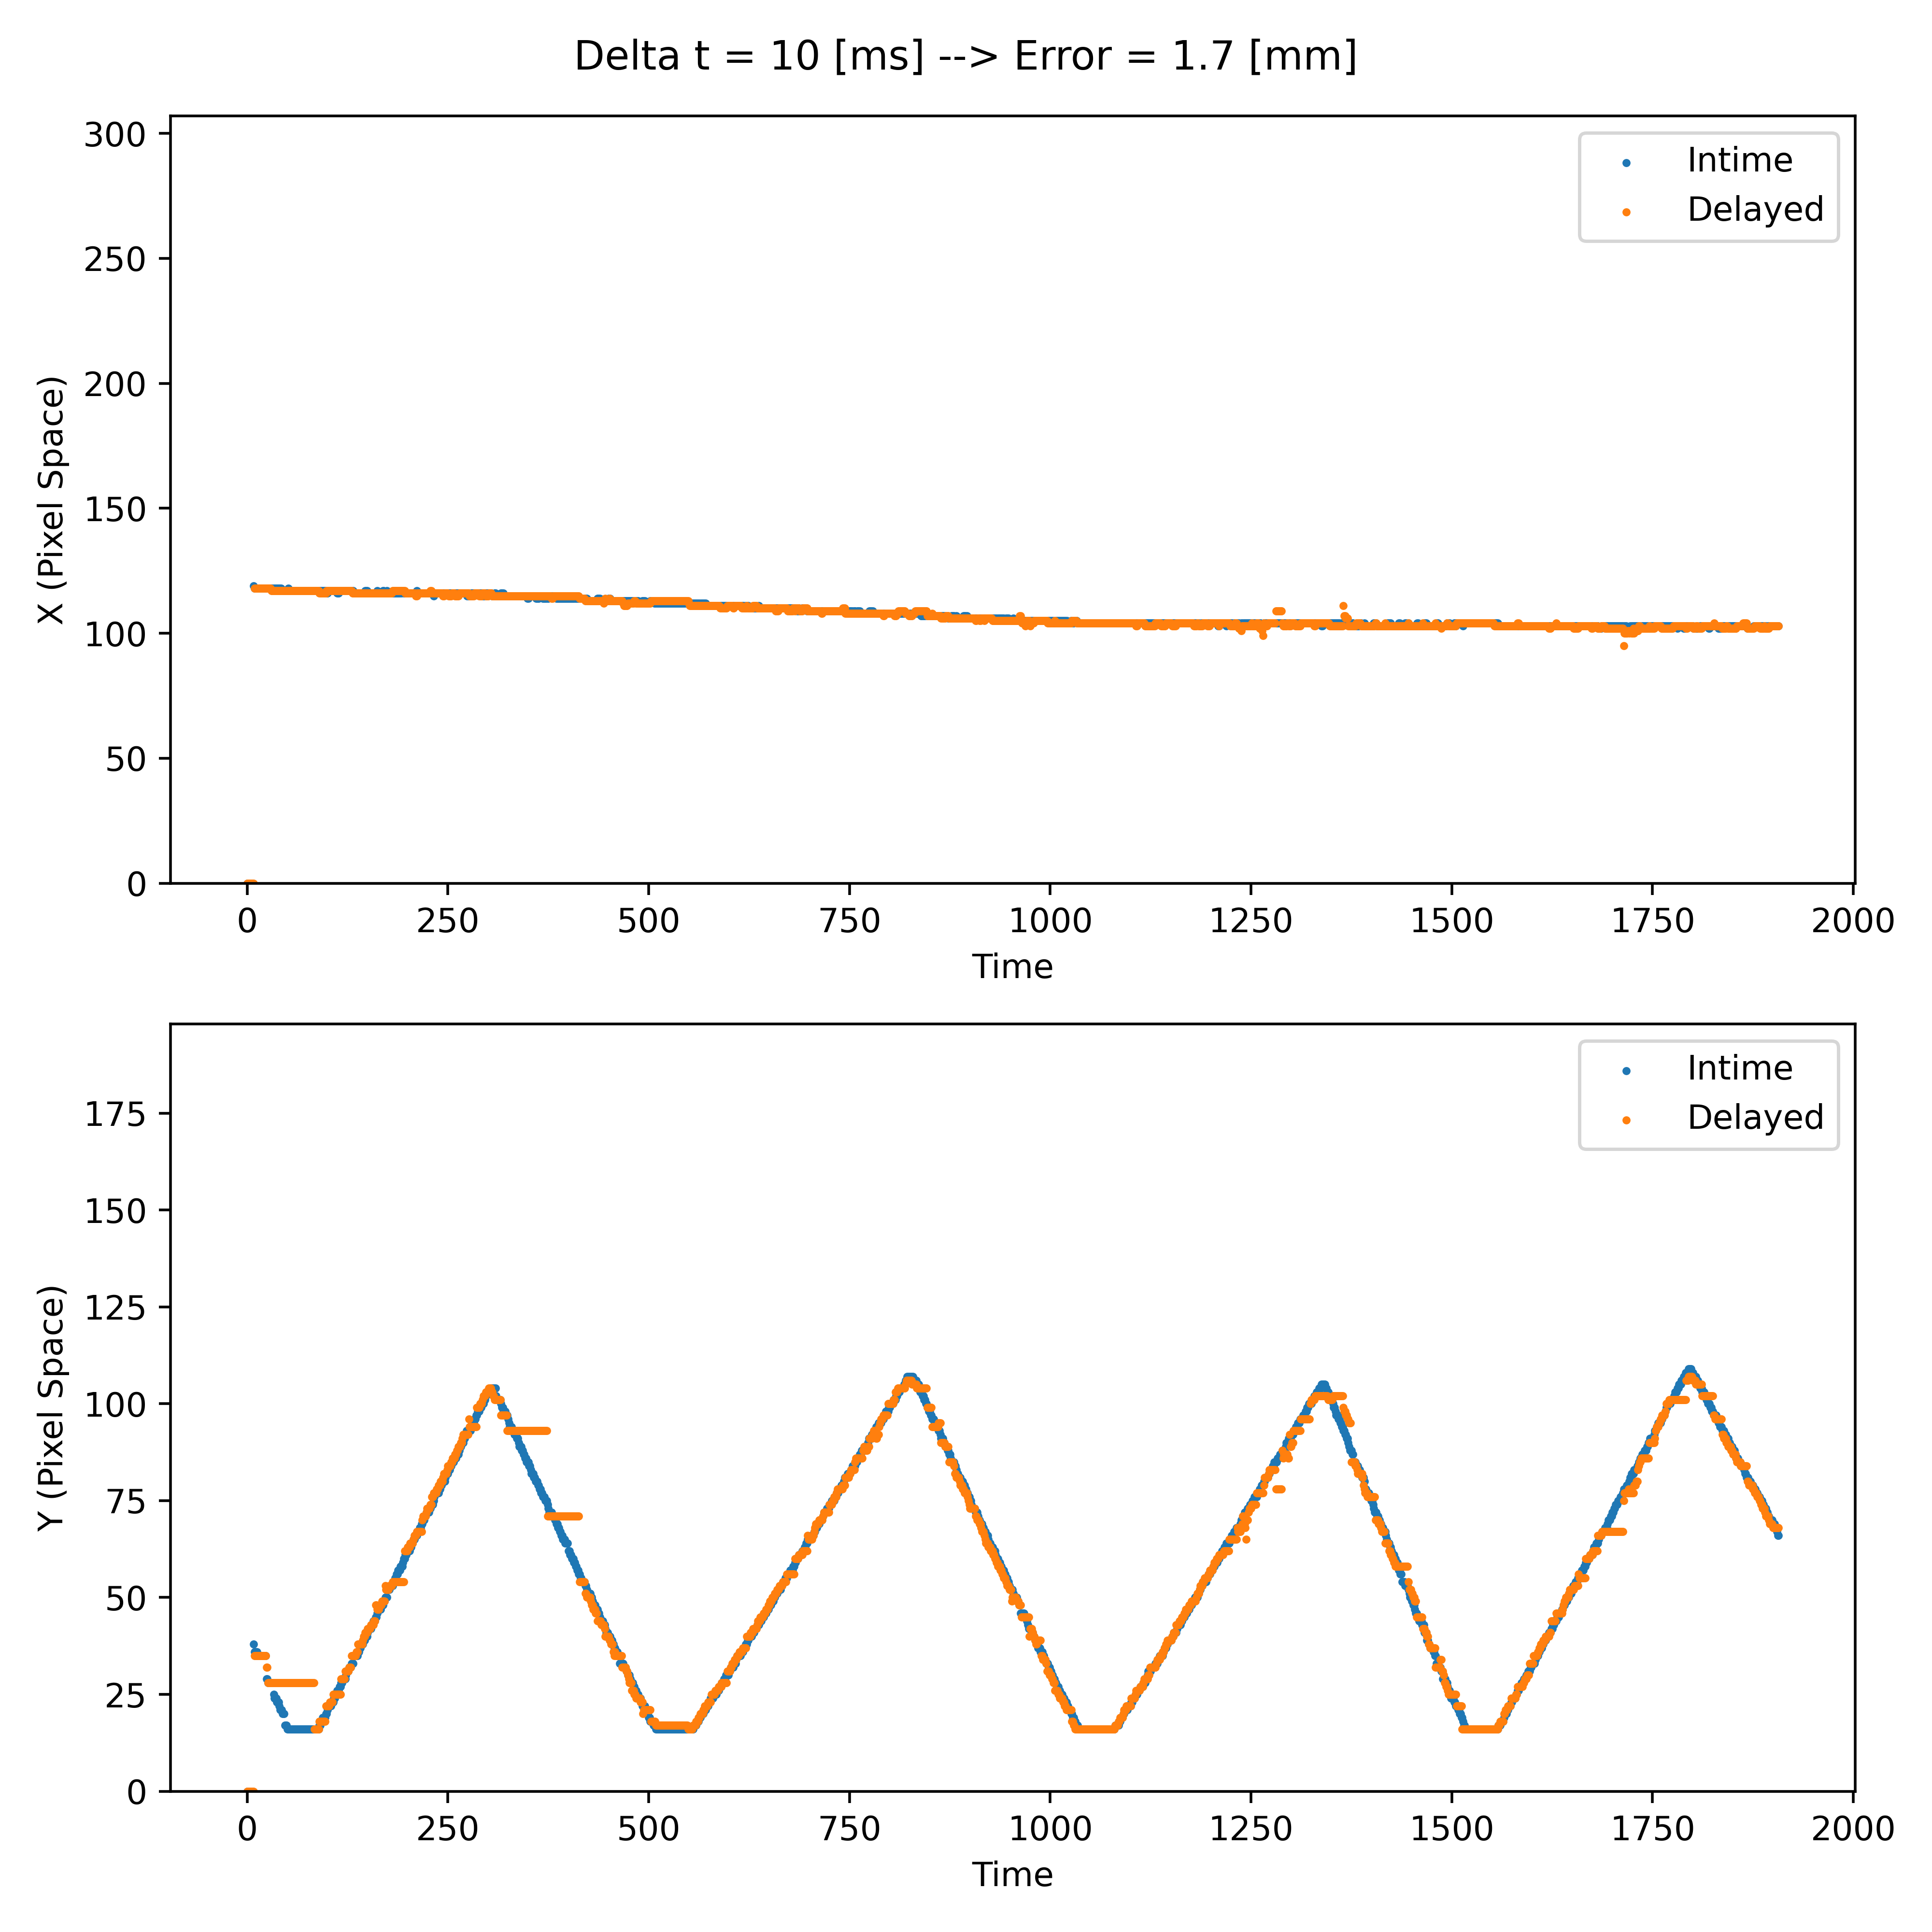 Delta t = 10 [ms] --> Error = 1.7 [mm]
300
250
200
150
100
50
0
X (Pixel Space)
Intime
Delayed
0 250 500 750 1000 1250 1500 1750 2000
Time
175
150
125
100
75
50
25
0
Y (Pixel Space)
Intime
Delayed
0 250 500 750 1000 1250 1500 1750 2000
Time